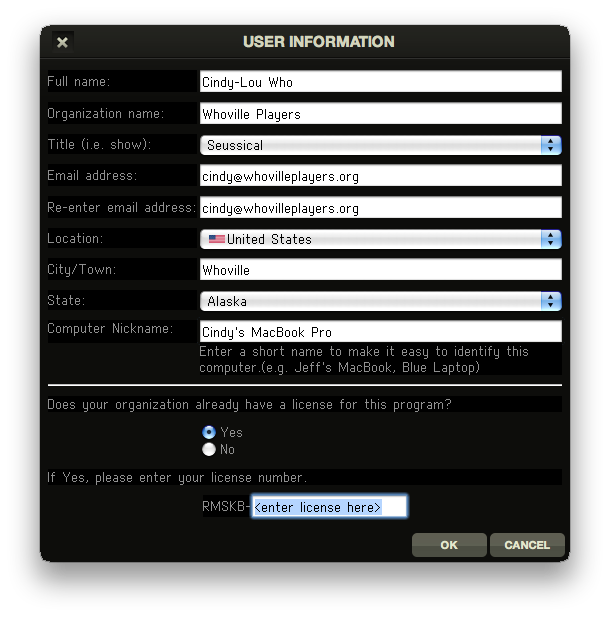 USER INFORMATION
Full name: Cindy-Lou Who
Organization name: Whoville Players
Title (i.e. show): Seussical
Email address: cindy@whovilleplayers.org
Re-enter email address: cindy@whovilleplayers.org
Location: United States
City/Town: Whoville
State: Alaska
Computer Nickname: Cindy's MacBook Pro
Enter a short name to make it easy to identify this
computer.(e.g. Jeff's MacBook, Blue Laptop)
Does your organization already have a license for this program?
Yes
No
If Yes, please enter your license number.
RMSKB-<enter license here>
OK CANCEL